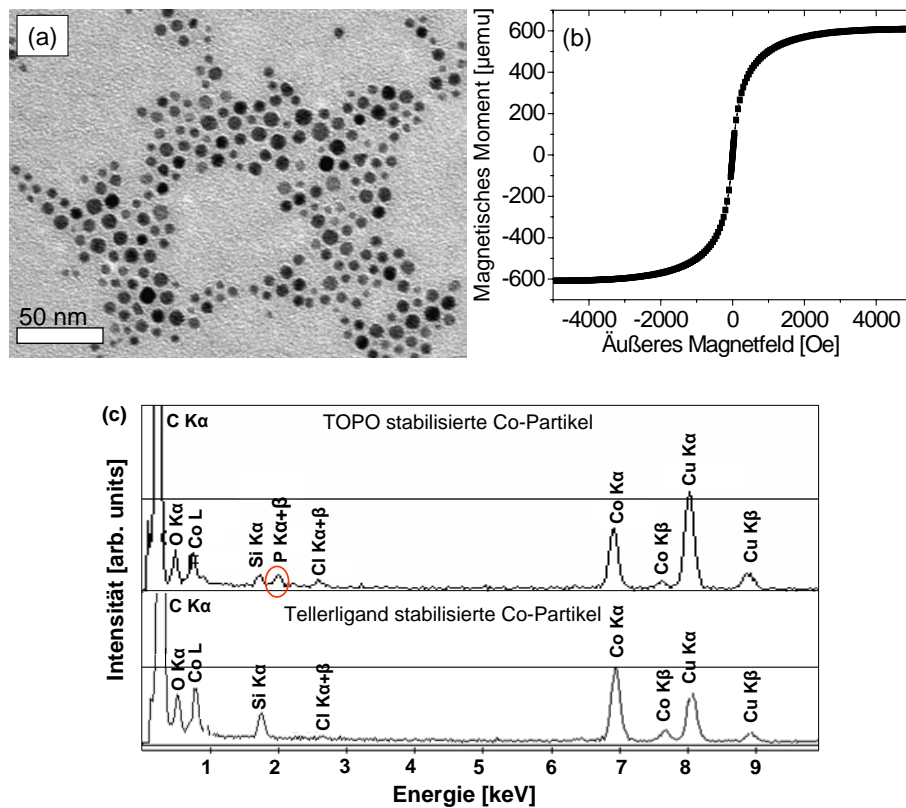 (a)
50 nm
(b)
Magnetisches Moment [µemu]
600
400
200
0
-200
-400
-600
-4000 -2000 0 2000 4000
Äußeres Magnetfeld [Oe]
(c)
Intensität [arb. units]
TOPO stabilisierte Co-Partikel
C Kα
O Kα
Co L
Si Kα
P Kα+β
Cl Kα+β
Co Kα
Co Kβ
Cu Kα
Cu Kβ
Tellerligand stabilisierte Co-Partikel
C Kα
O Kα
Co L
Si Kα
Cl Kα+β
Co Kα
Co Kβ
Cu Kα
Cu Kβ
1 2 3 4 5 6 7 8 9
Energie [keV]